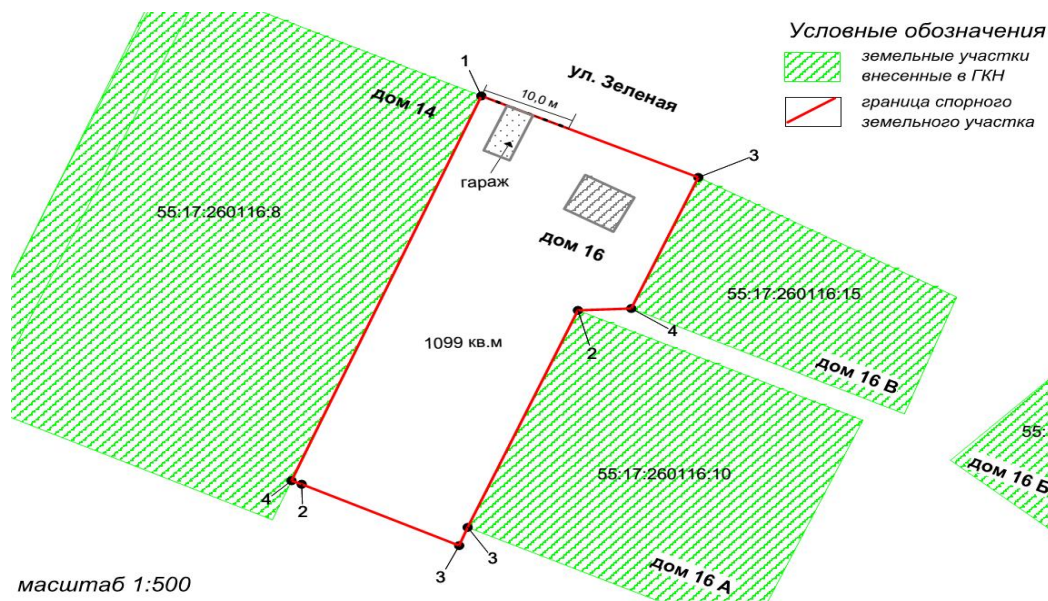 Условные обозначения
земельные участки
внесенные в ГКН
граница спорного
земельного участка
1
ул. Зеленая
10,0 м
дом 14
3
гараж
55:17:260116:8
дом 16
55:17:260116:15
4
2
1099 кв.м
дом 16 В
55:
дом 16 Б
55:17:260116:10
4
2
3
3
дом 16 А
масштаб 1:500